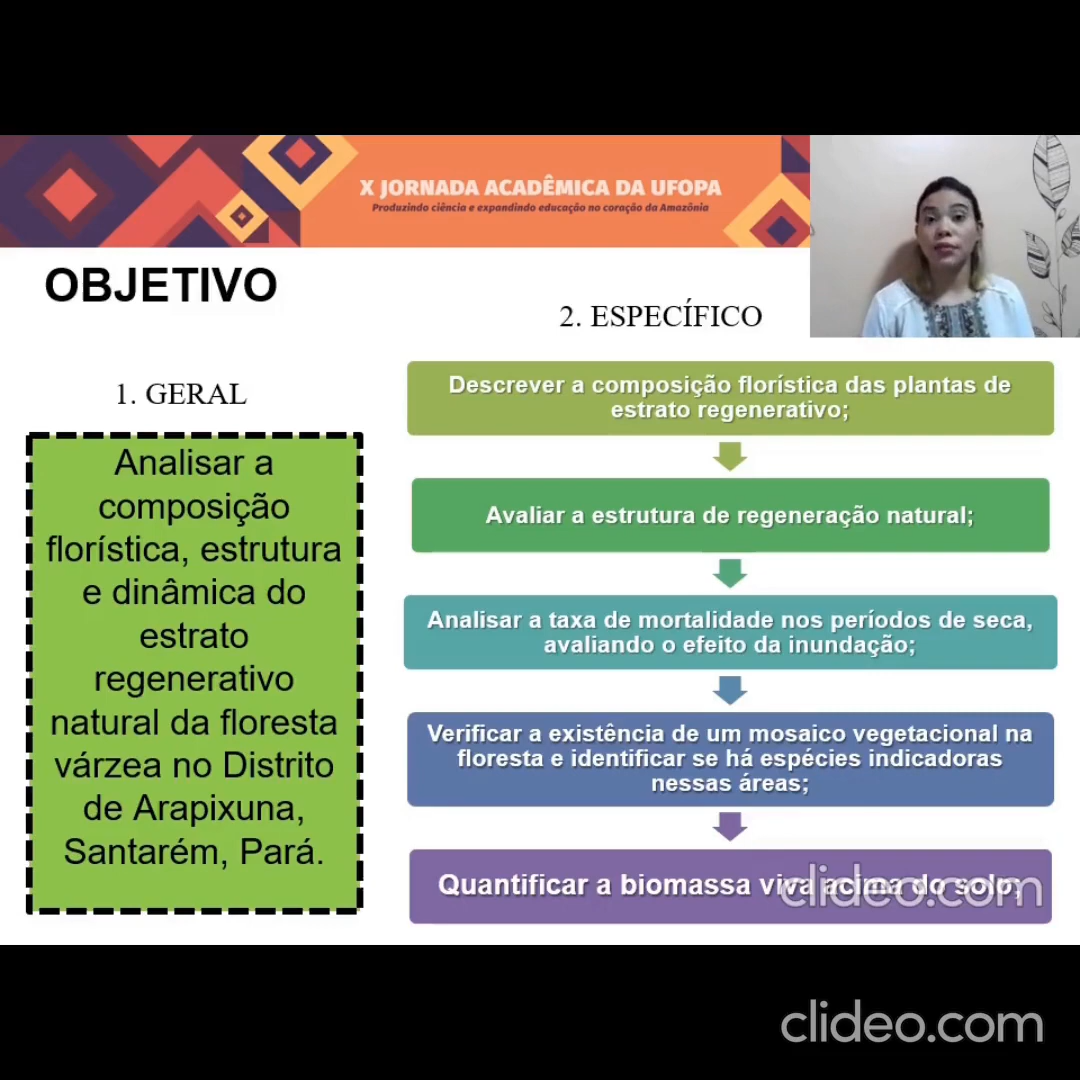 X JORNADA ACADÊMICA DA UFOPA
Produzindo ciência e expandindo educação no coração da Amazônia
OBJETIVO
1. GERAL
Analisar a
composição
florística, estrutura
e dinâmica do
estrato
regenerativo
natural da floresta
várzea no Distrito
de Arapixuna,
Santarém, Pará.
2. ESPECÍFICO
Descrever a composição florística das plantas de
estrato regenerativo;
Avaliar a estrutura de regeneração natural;
Analisar a taxa de mortalidade nos períodos de seca,
avaliando o efeito da inundação;
Verificar a existência de um mosaico vegetacional na
floresta e identificar se há espécies indicadoras
nessas áreas;
Quantificar a biomassa viva acima do solo;
clideo.com
clideo.com